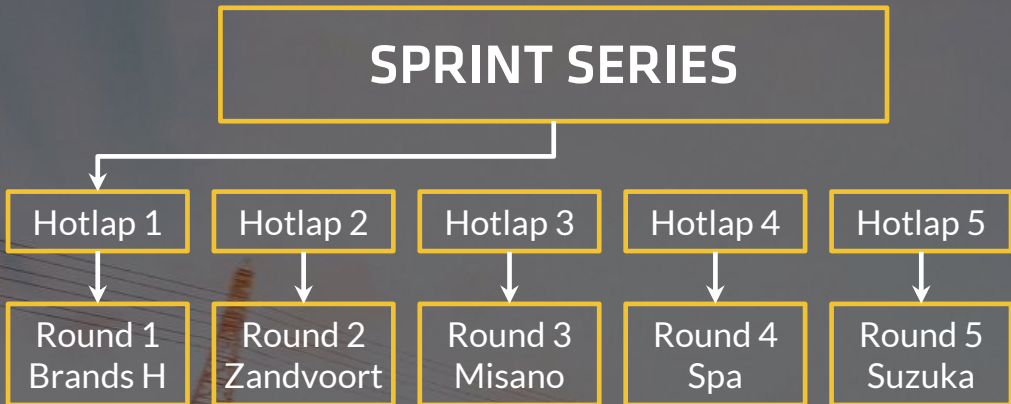 SPRINT SERIES
Hotlap 1
Hotlap 2
Hotlap 3
Hotlap 4
Hotlap 5
Round 1
Brands H
Round 2
Zandvoort
Round 3
Misano
Round 4
Spa
Round 5
Suzuka